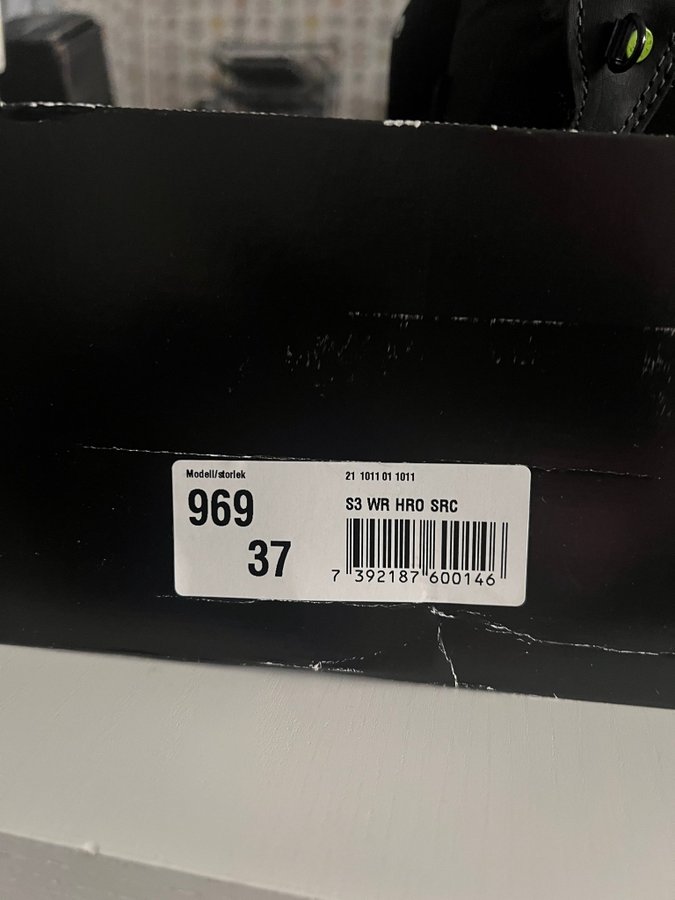 Modell/storlek
969
37
21 1011 01 1011
S3 WR HRO SRC
7 392187 600146